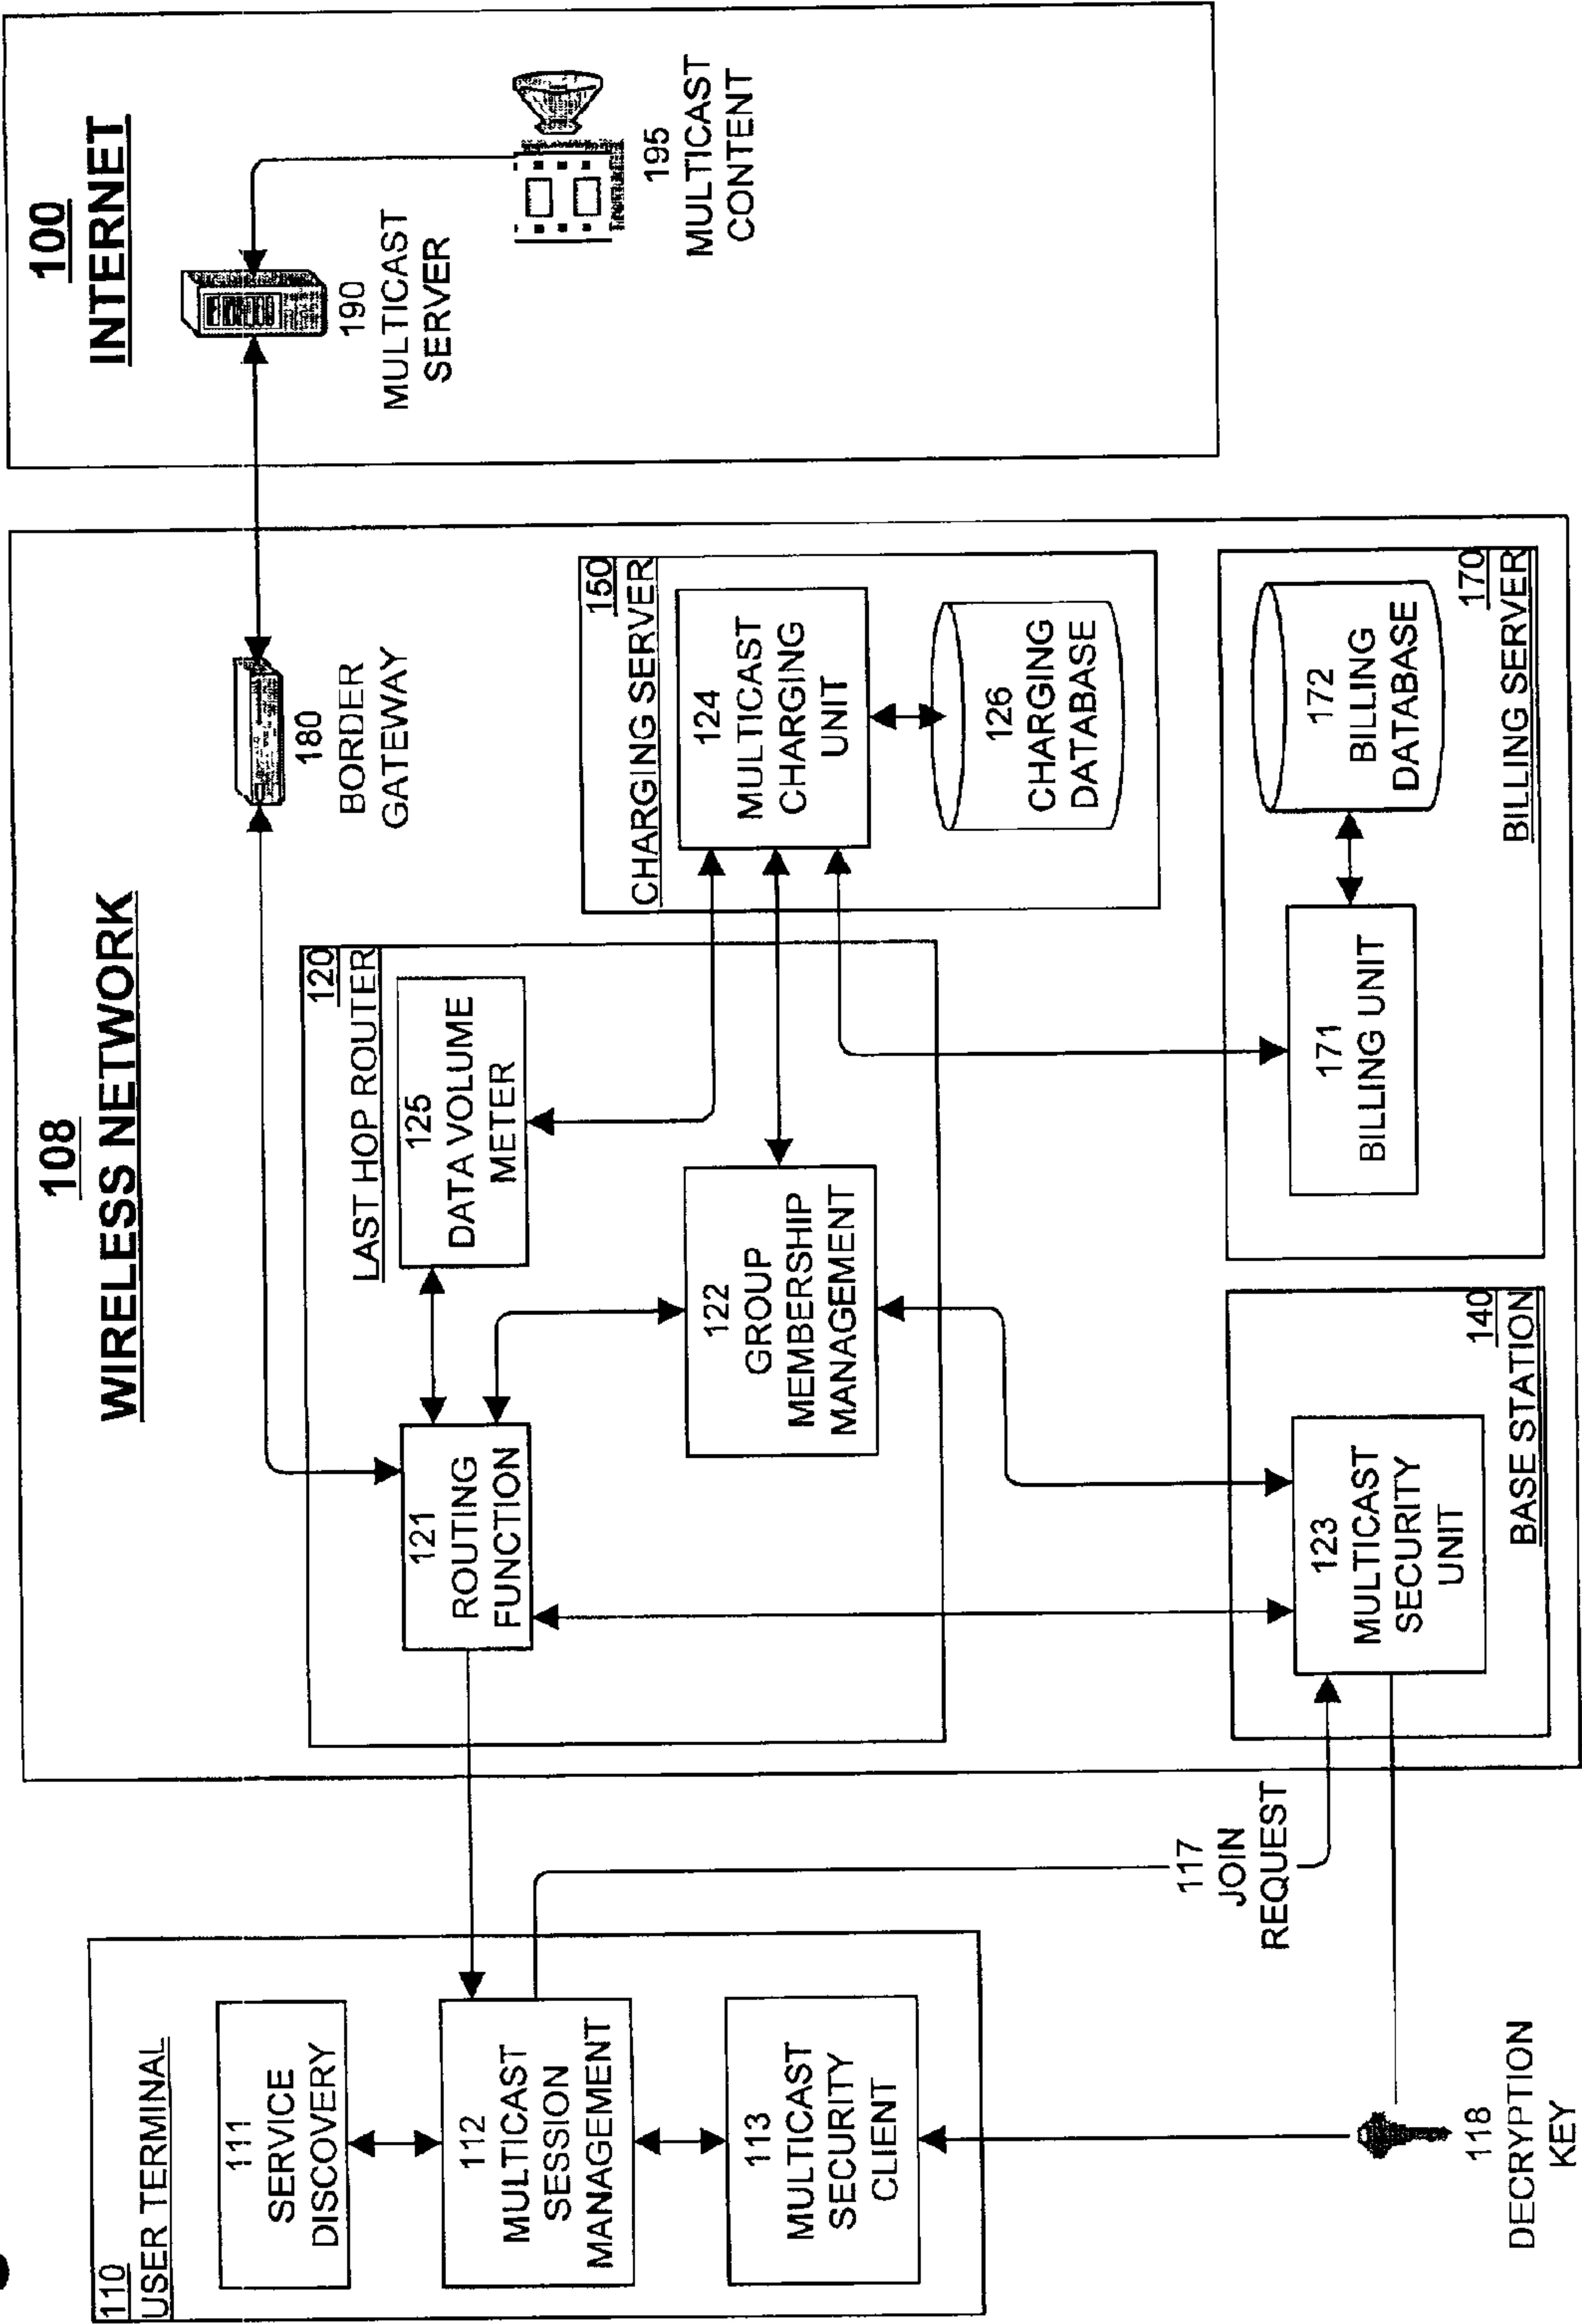 108
WIRELESS NETWORK
100
INTERNET
110
USER TERMINAL
111
SERVICE
DISCOVERY
112
MULTICAST
SESSION
MANAGEMENT
113
MULTICAST
SECURITY
CLIENT
117
JOIN
REQUEST
118
DECRYPTION
KEY
120
LAST HOP ROUTER
121
ROUTING
FUNCTION
125
DATA VOLUME
METER
122
GROUP
MEMBERSHIP
MANAGEMENT
123
MULTICAST
SECURITY
UNIT
140
BASE STATION
180
BORDER
GATEWAY
150
CHARGING SERVER
124
MULTICAST
CHARGING
UNIT
126
CHARGING
DATABASE
171
BILLING UNIT
172
BILLING
DATABASE
170
BILLING SERVER
190
MULTICAST
SERVER
195
MULTICAST
CONTENT